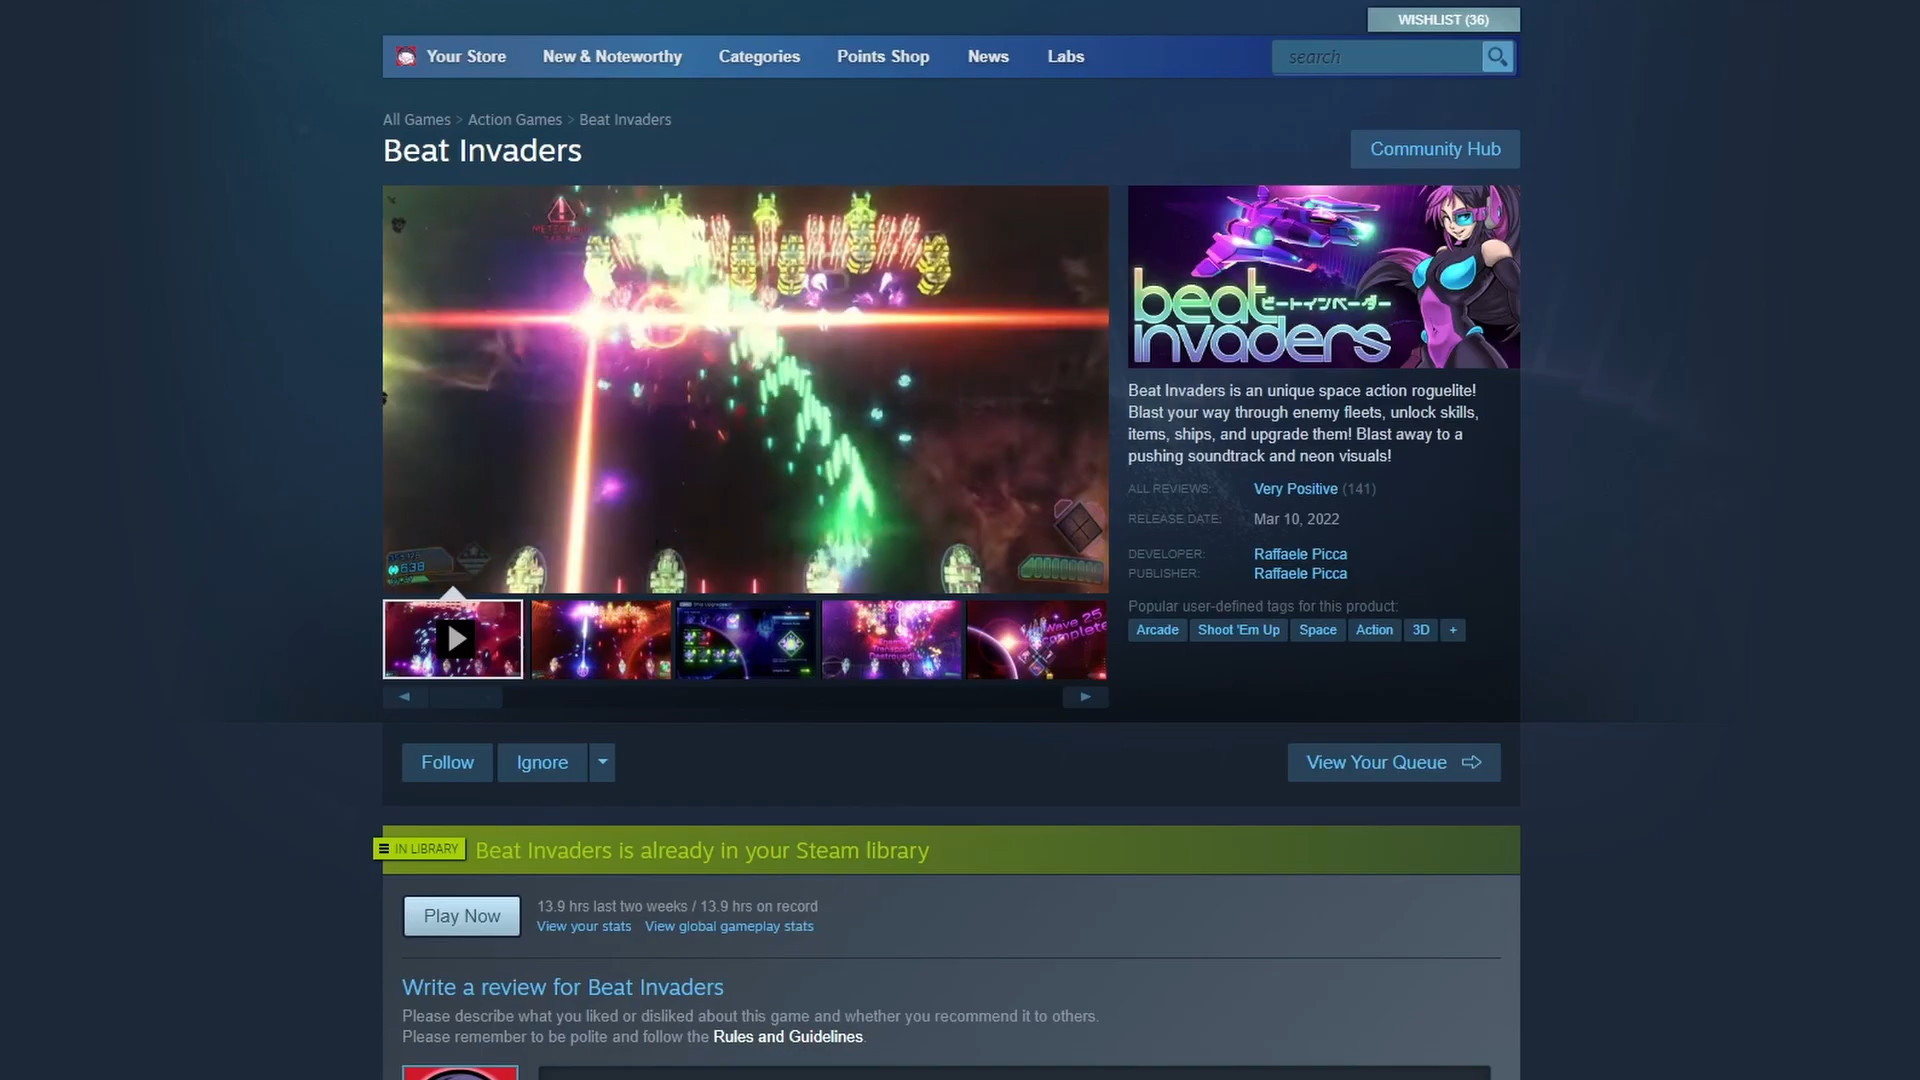 WISHLIST (36)
Your Store
New & Noteworthy
Categories
Points Shop
News
Labs
search
All Games > Action Games > Beat Invaders
Beat Invaders
Community Hub
beat
ビートインベーダー
invaders
Beat Invaders is an unique space action roguelite!
Blast your way through enemy fleets, unlock skills,
items, ships, and upgrade them! Blast away to a
pushing soundtrack and neon visuals!
ALL REVIEWS: Very Positive (141)
RELEASE DATE: Mar 10, 2022
DEVELOPER: Raffaele Picca
PUBLISHER: Raffaele Picca
Popular user-defined tags for this product:
Arcade Shoot 'Em Up Space Action 3D +
638
Transport
Destroyed
Wave 25
complete
Follow
Ignore
View Your Queue
IN LIBRARY
Beat Invaders is already in your Steam library
Play Now
13.9 hrs last two weeks / 13.9 hrs on record
View your stats View global gameplay stats
Write a review for Beat Invaders
Please describe what you liked or disliked about this game and whether you recommend it to others.
Please remember to be polite and follow the Rules and Guidelines.